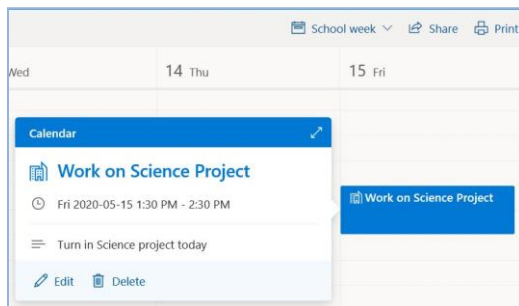 School week Share Print
Wed 14 Thu 15 Fri
Calendar
Work on Science Project
Fri 2020-05-15 1:30 PM - 2:30 PM
Turn in Science project today
Edit Delete
Work on Science Project